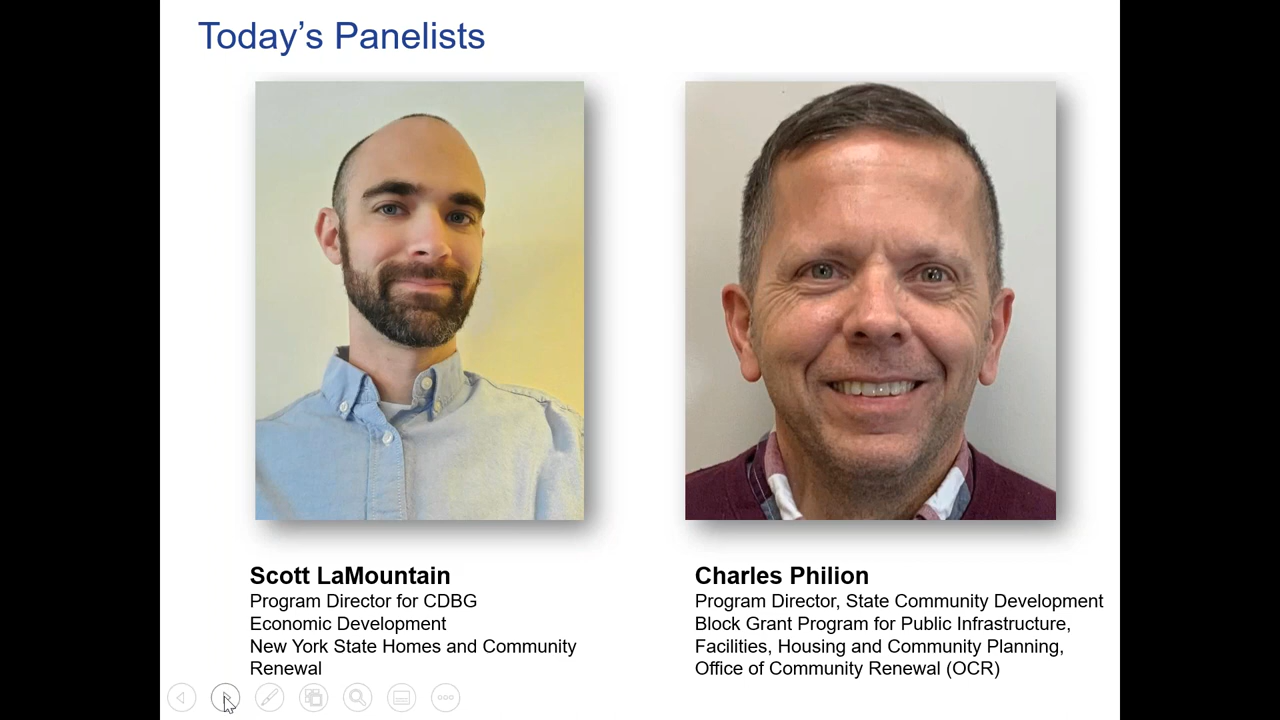 Today’s Panelists
Scott LaMountain
Program Director for CDBG
Economic Development
New York State Homes and Community
Renewal
Charles Philion
Program Director, State Community Development
Block Grant Program for Public Infrastructure,
Facilities, Housing and Community Planning,
Office of Community Renewal (OCR)